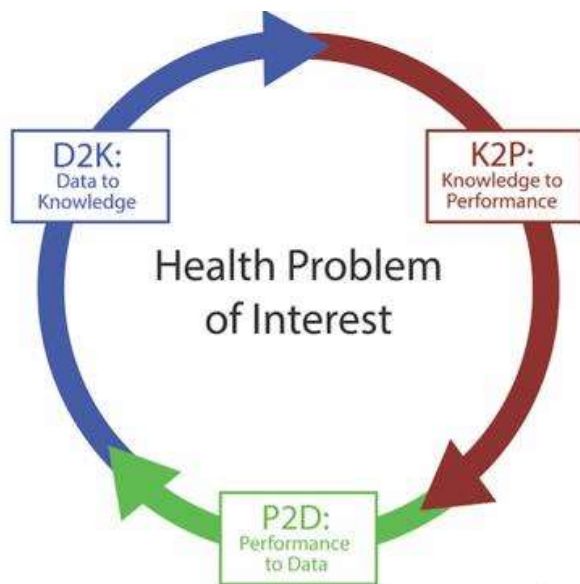 D2K:
Data to
Knowledge
K2P:
Knowledge to
Performance
Health Problem
of Interest
P2D:
Performance
to Data